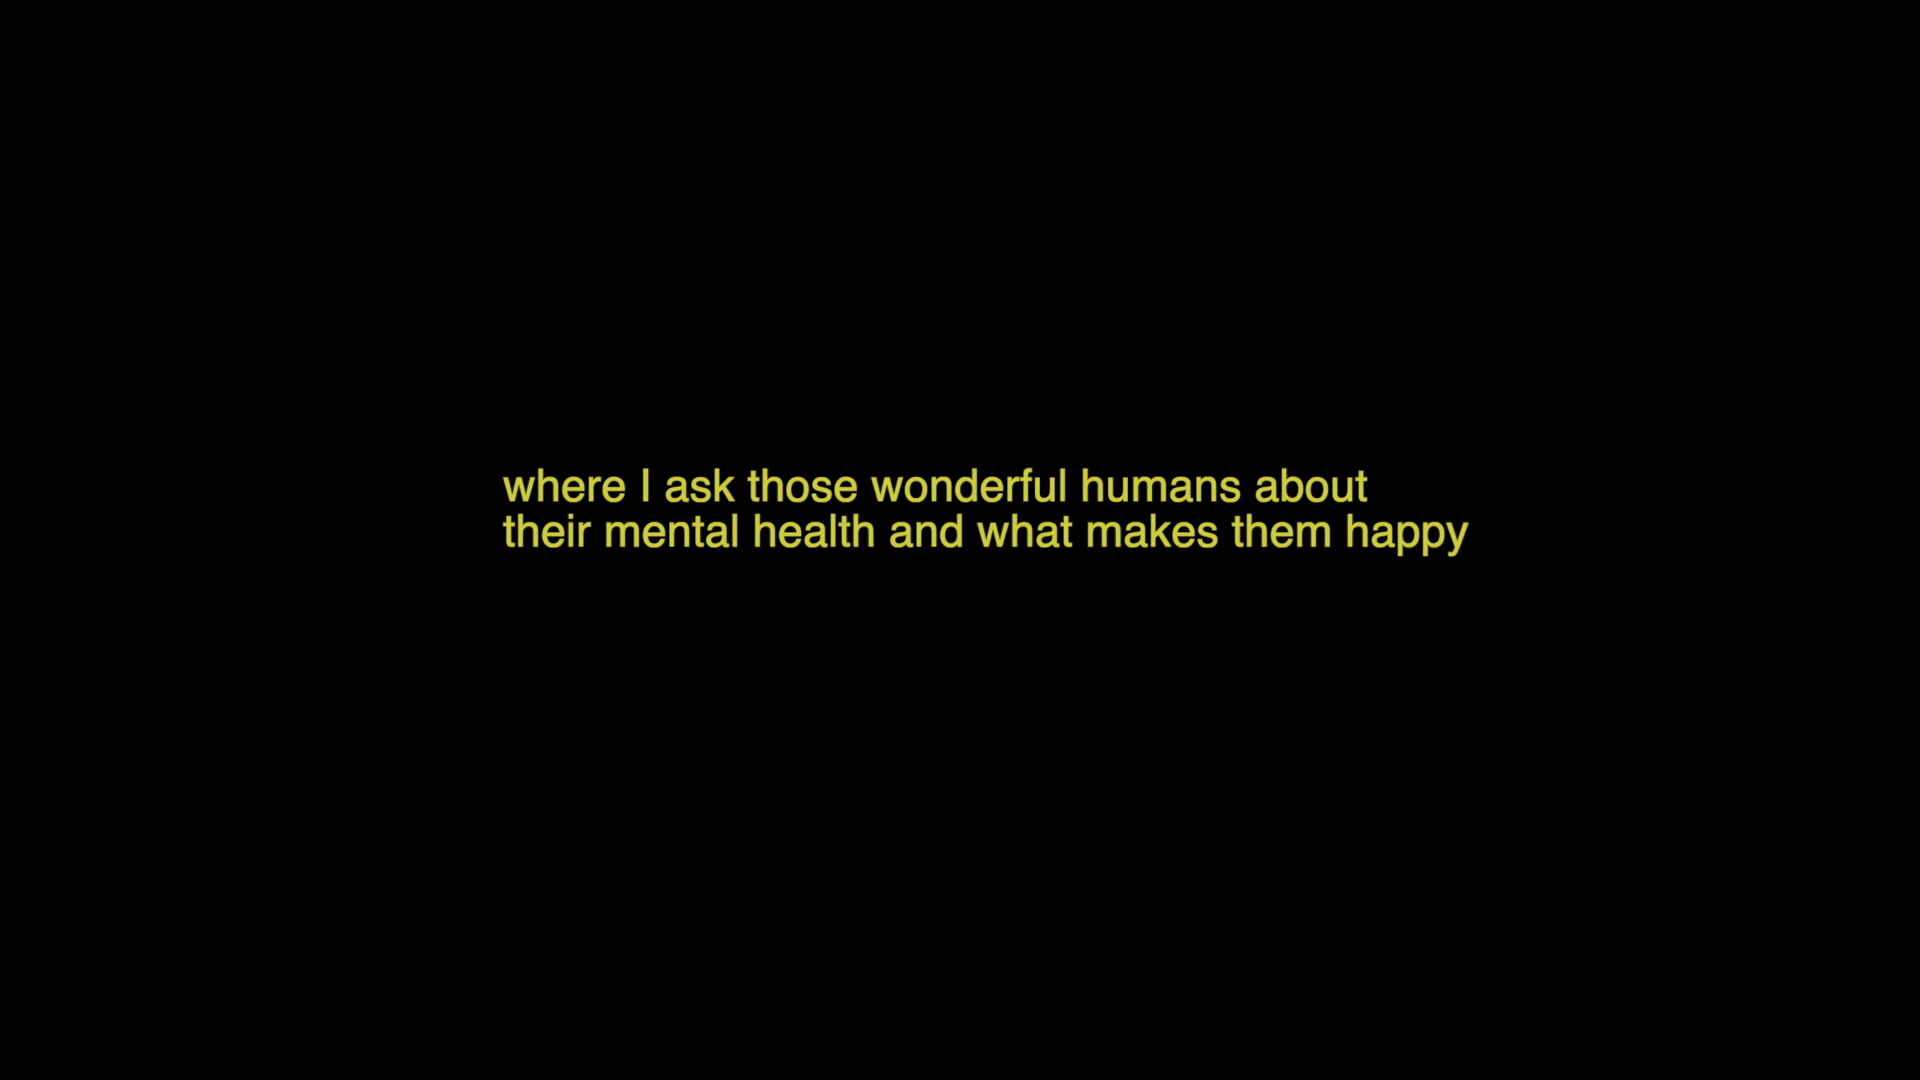 where I ask those wonderful humans about
their mental health and what makes them happy